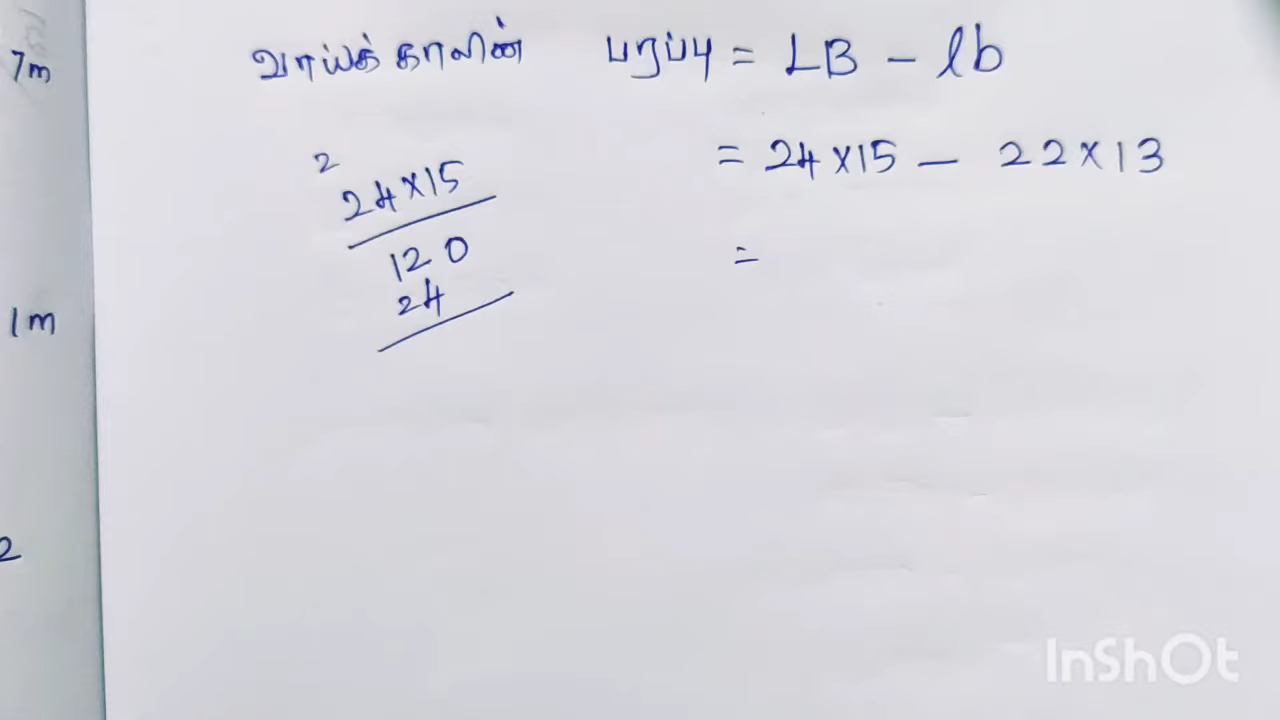 7m
வாய்க்காலின் பரப்பு = LB - lb
= 24×15 - 22×13
2
24×15
120
24
=
1m
2
InShOt